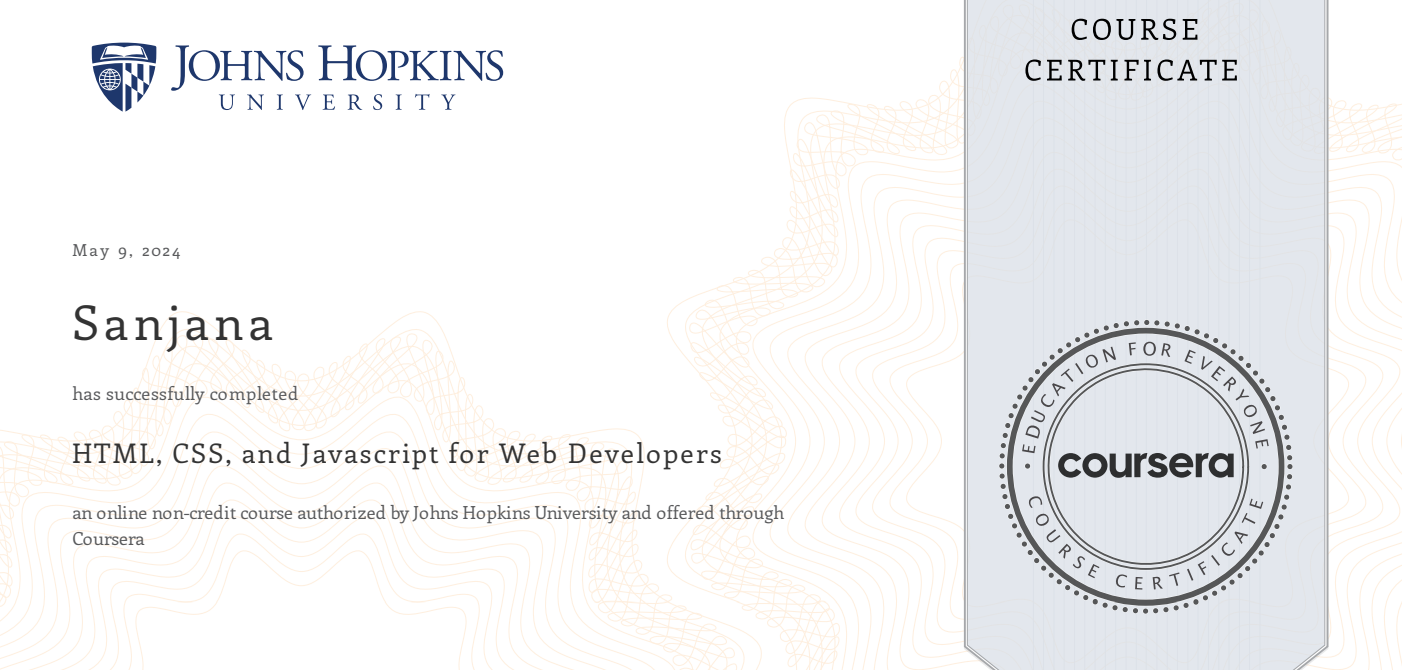 JOHNS HOPKINS
UNIVERSITY
COURSE
CERTIFICATE
May 9, 2024
Sanjana
has successfully completed
HTML, CSS, and Javascript for Web Developers
an online non-credit course authorized by Johns Hopkins University and offered through
Coursera
EDUCATION FOR EVERYONE
coursera
COURSE CERTIFICATE